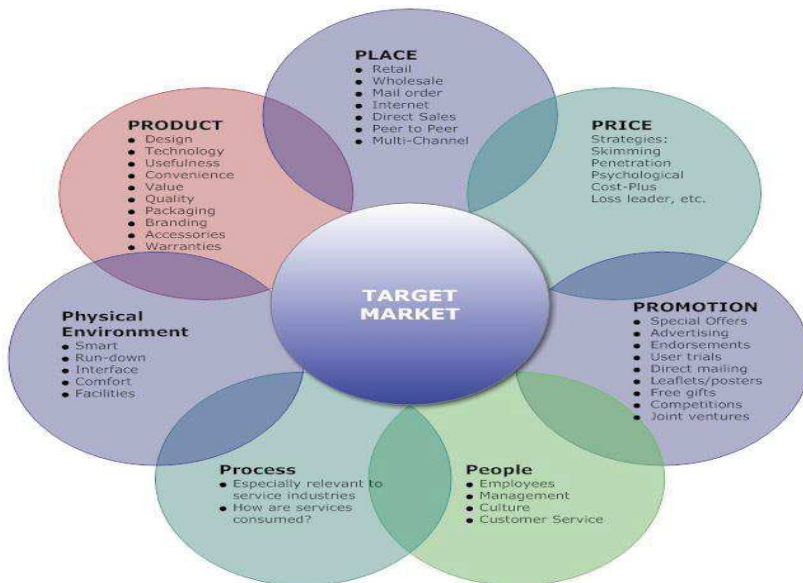 PLACE
● Retail
● Wholesale
● Mail order
● Internet
● Direct Sales
● Peer to Peer
● Multi-Channel
PRODUCT
● Design
● Technology
● Usefulness
● Convenience
● Value
● Quality
● Packaging
● Branding
● Accessories
● Warranties
PRICE
Strategies:
Skimming
Penetration
Psychological
Cost-Plus
Loss leader, etc.
TARGET
MARKET
Physical
Environment
● Smart
● Run-down
● Interface
● Comfort
● Facilities
PROMOTION
● Special Offers
● Advertising
● Endorsements
● User trials
● Direct mailing
● Leaflets/posters
● Free gifts
● Competitions
● Joint ventures
Process
● Especially relevant to
service industries
● How are services
consumed?
People
● Employees
● Management
● Culture
● Customer Service